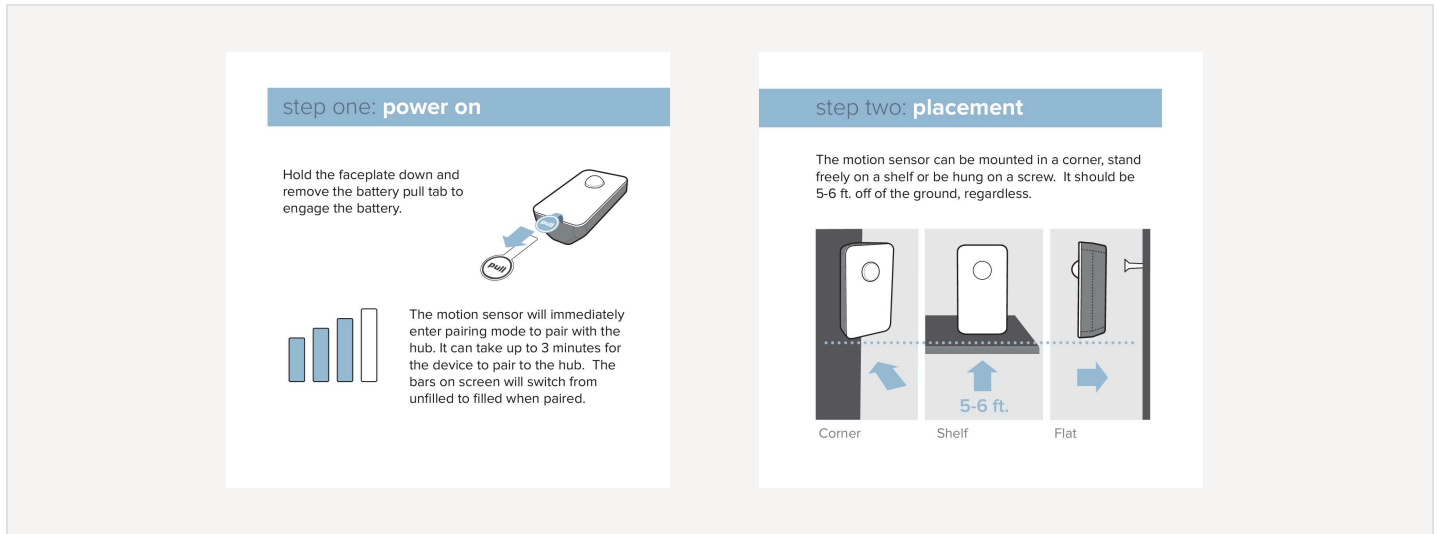 step one: power on
Hold the faceplate down and
remove the battery pull tab to
engage the battery.
pull
pull
The motion sensor will immediately
enter pairing mode to pair with the
hub. It can take up to 3 minutes for
the device to pair to the hub. The
bars on screen will switch from
unfilled to filled when paired.
step two: placement
The motion sensor can be mounted in a corner, stand
freely on a shelf or be hung on a screw. It should be
5-6 ft. off of the ground, regardless.
5-6 ft.
Corner
Shelf
Flat